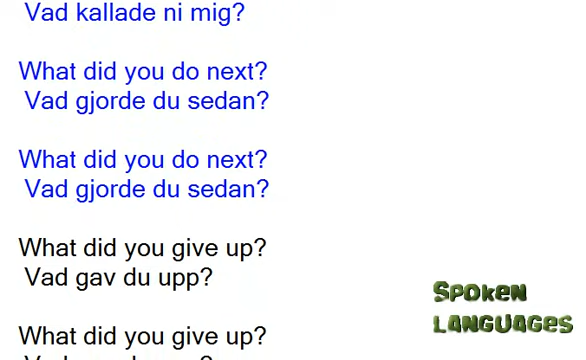 Vad kallade ni mig?
What did you do next?
Vad gjorde du sedan?
What did you do next?
Vad gjorde du sedan?
What did you give up?
Vad gav du upp?
What did you give up?
Spoken
Languages